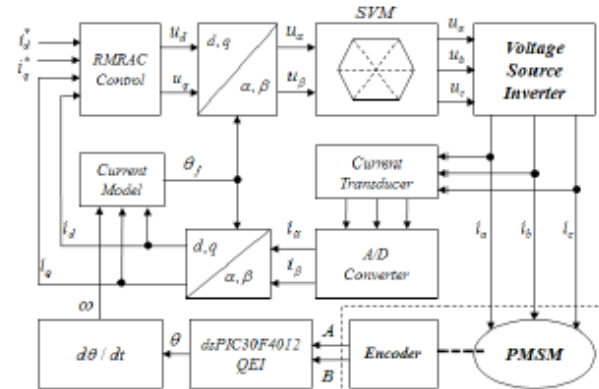 SVM
i*d
i*q
RMRAC
Control
ud
uq
d, q
α, β
uα
uβ
ua
ub
uc
Voltage
Source
Inverter
Current
Model
θf
Current
Transducer
id
iq
d, q
α, β
iα
iβ
A/D
Converter
ia
ib
ic
ω
dθ / dt
θ
dsPIC30F4012
QEI
A
B
Encoder
PMSM